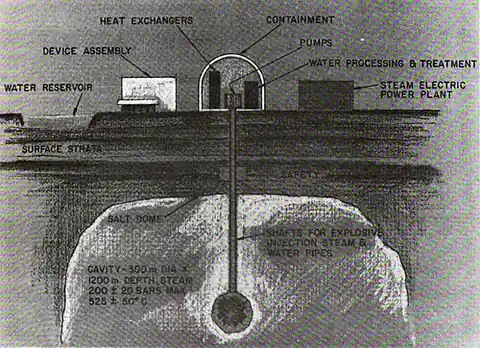 HEAT EXCHANGERS
CONTAINMENT
PUMPS
DEVICE ASSEMBLY
WATER PROCESSING & TREATMENT
WATER RESERVOIR
STEAM ELECTRIC
POWER PLANT
SURFACE STRATA
SAFETY
SALT DOME
SHAFTS FOR EXPLOSIVE
INJECTION STEAM &
WATER PIPES
CAVITY - 300 m DIA x
1200 m DEPTH, STEAM
200 ± 20 BARS MAX
525 ± 50° C